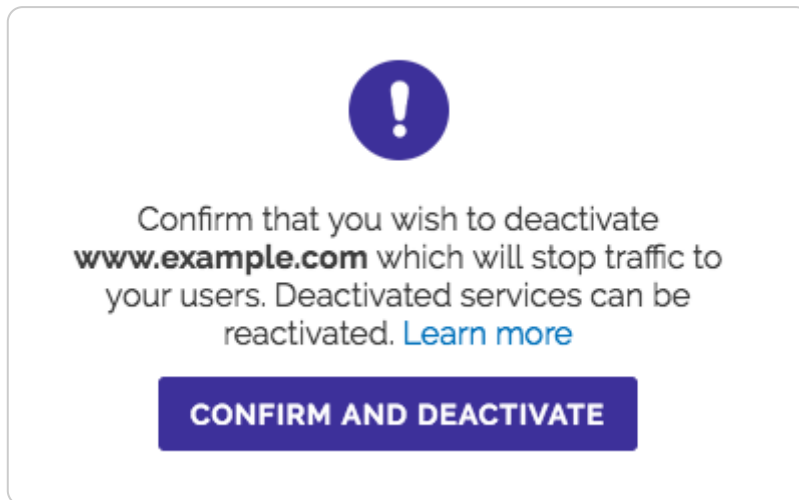 Confirm that you wish to deactivate
www.example.com which will stop traffic to
your users. Deactivated services can be
reactivated. Learn more
CONFIRM AND DEACTIVATE